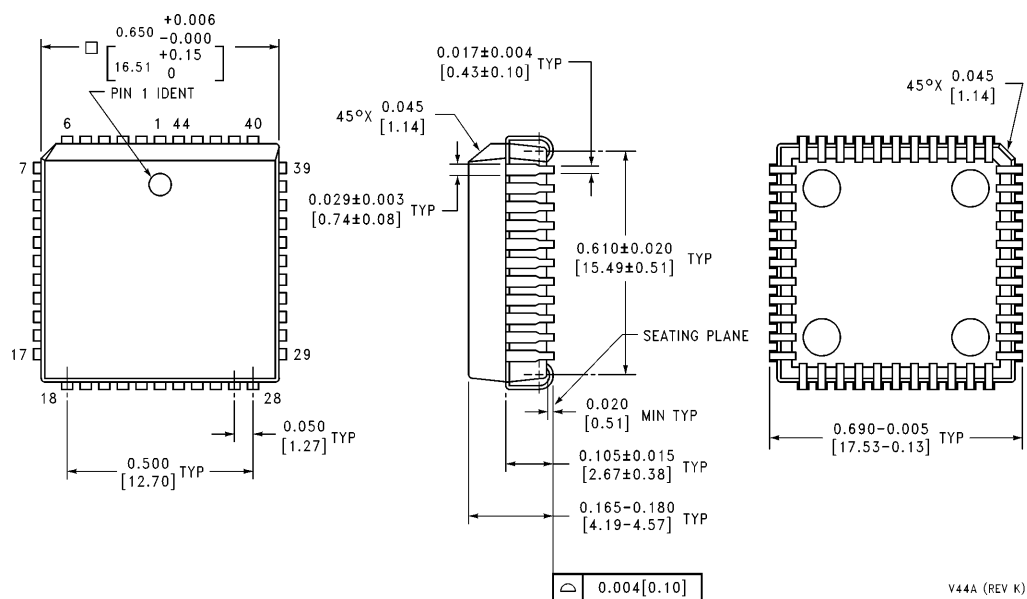 +0.006
0.650 -0.000
+0.15
16.51 0
PIN 1 IDENT
6 1 44 40
7 39
17 29
18 28
0.050
[1.27] TYP
0.500
[12.70] TYP
0.017±0.004
[0.43±0.10] TYP
45°X 0.045
[1.14]
0.029±0.003
[0.74±0.08] TYP
0.610±0.020
[15.49±0.51] TYP
SEATING PLANE
0.020
[0.51] MIN TYP
0.105±0.015
[2.67±0.38] TYP
0.165-0.180
[4.19-4.57] TYP
0.004[0.10]
45°X 0.045
[1.14]
0.690-0.005
[17.53-0.13] TYP
V44A (REV K)